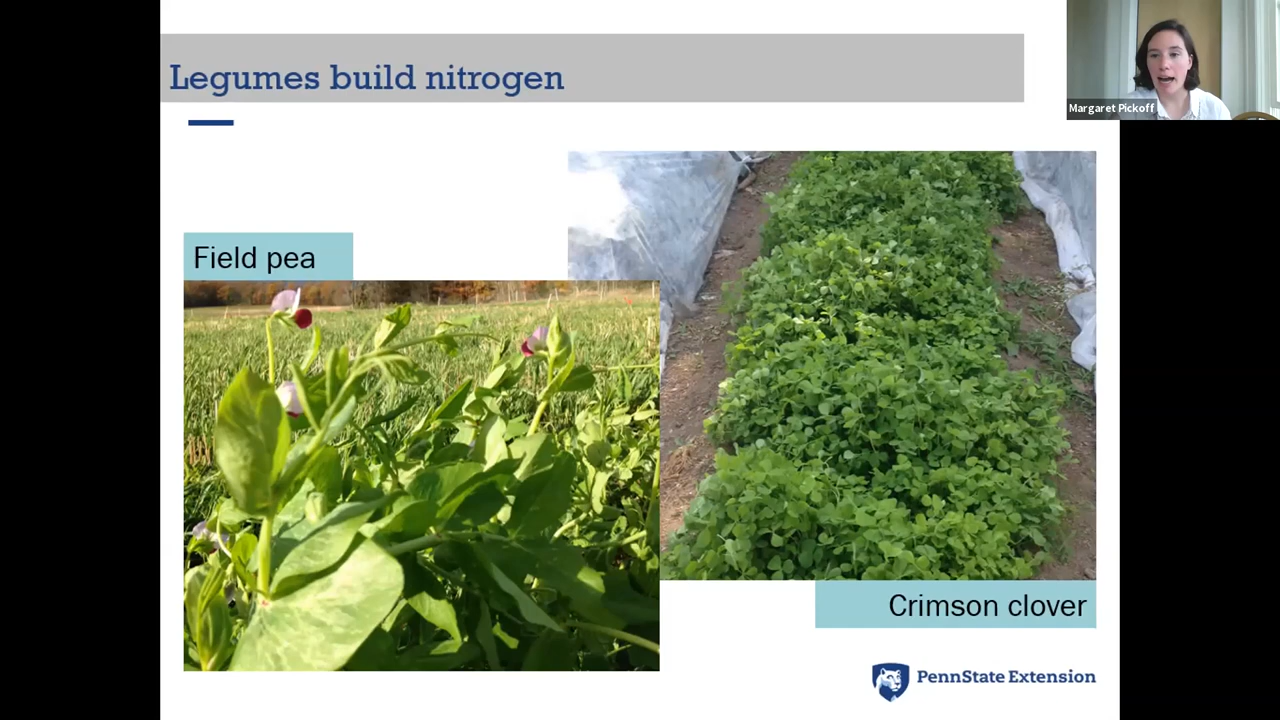 Legumes build nitrogen
Margaret Pickoff
Field pea
Crimson clover
PennState Extension